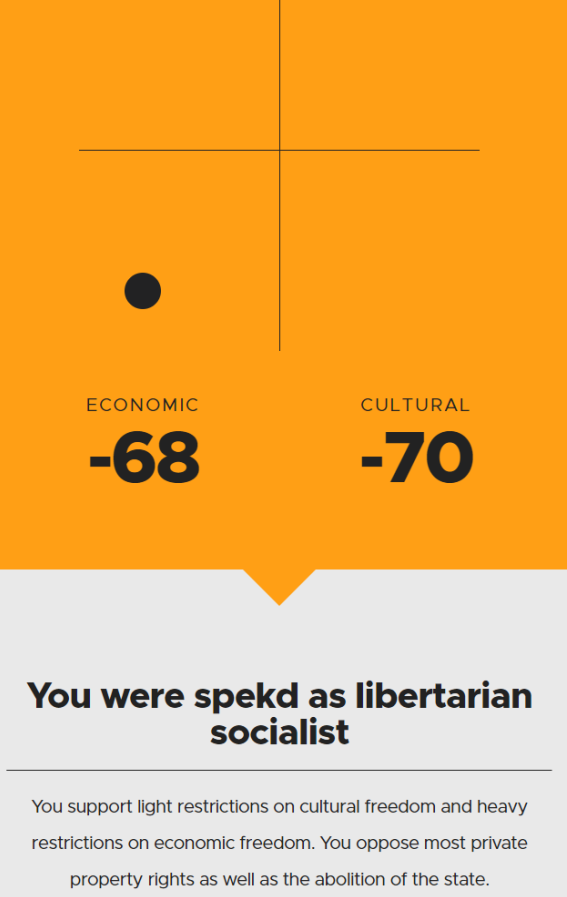 ECONOMIC CULTURAL
-68 -70
You were spekd as libertarian
socialist
You support light restrictions on cultural freedom and heavy
restrictions on economic freedom. You oppose most private
property rights as well as the abolition of the state.